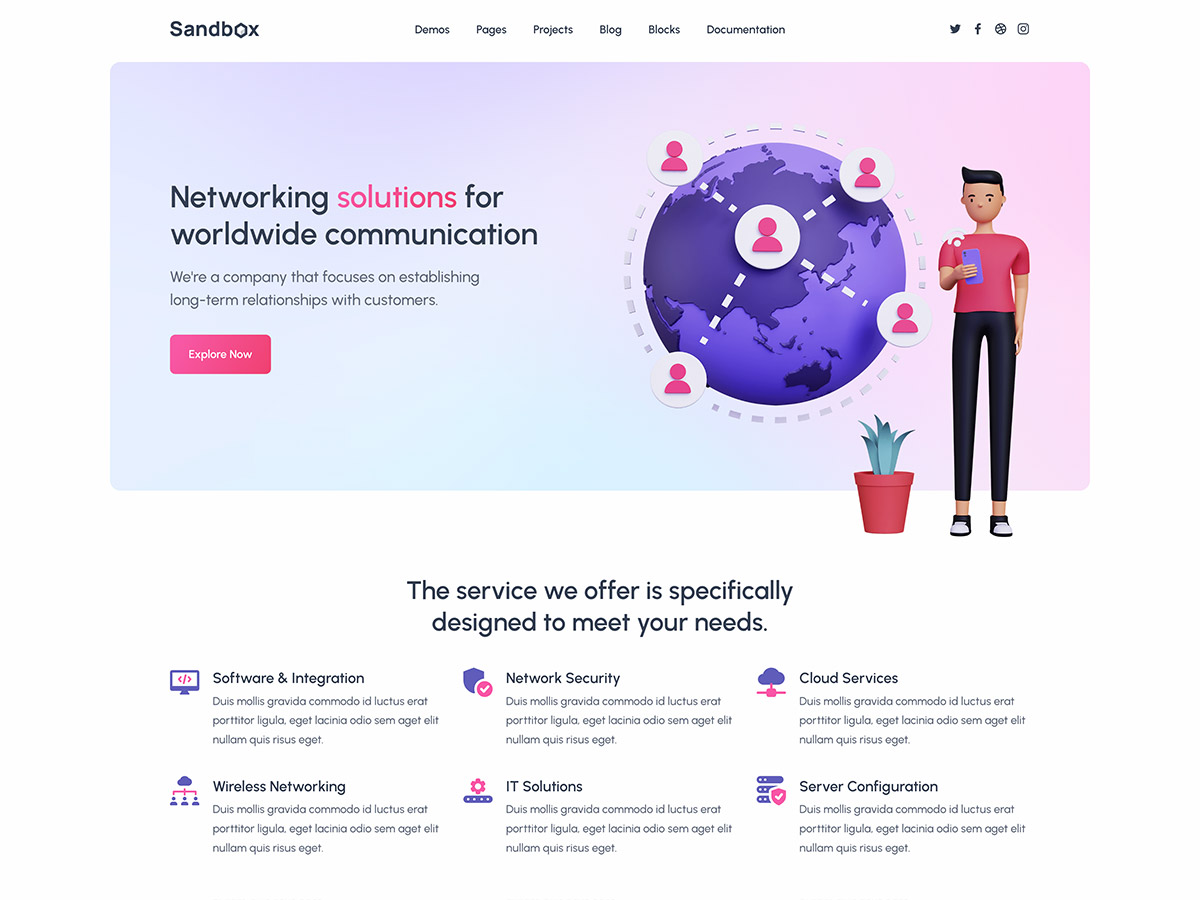 Sandbox
Demos Pages Projects Blog Blocks Documentation
Networking solutions for
worldwide communication
We're a company that focuses on establishing
long-term relationships with customers.
Explore Now
The service we offer is specifically
designed to meet your needs.
Software & Integration
Duis mollis gravida commodo id luctus erat
porttitor ligula, eget lacinia odio sem aget elit
nullam quis risus eget.
Network Security
Duis mollis gravida commodo id luctus erat
porttitor ligula, eget lacinia odio sem aget elit
nullam quis risus eget.
Cloud Services
Duis mollis gravida commodo id luctus erat
porttitor ligula, eget lacinia odio sem aget elit
nullam quis risus eget.
Wireless Networking
Duis mollis gravida commodo id luctus erat
porttitor ligula, eget lacinia odio sem aget elit
nullam quis risus eget.
IT Solutions
Duis mollis gravida commodo id luctus erat
porttitor ligula, eget lacinia odio sem aget elit
nullam quis risus eget.
Server Configuration
Duis mollis gravida commodo id luctus erat
porttitor ligula, eget lacinia odio sem aget elit
nullam quis risus eget.